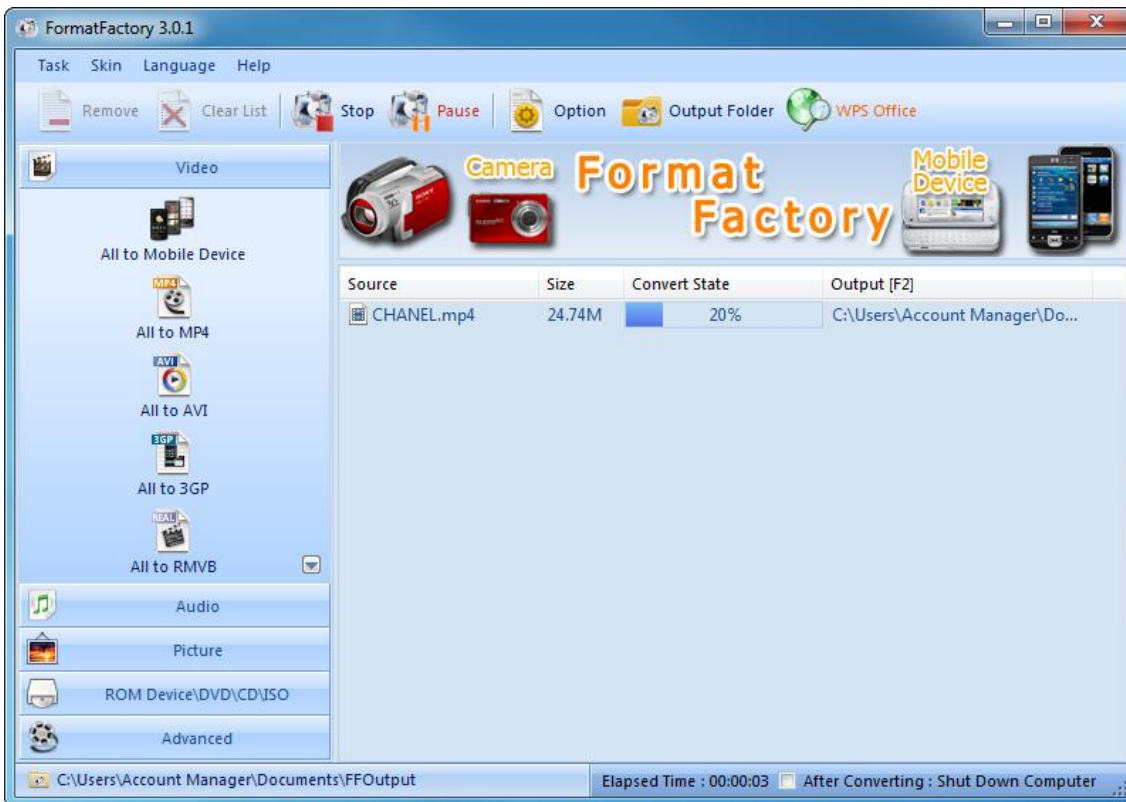 FormatFactory 3.0.1
Task Skin Language Help
Remove Clear List Stop Pause Option Output Folder WPS Office
Video
All to Mobile Device
MP4
All to MP4
AVI
All to AVI
3GP
All to 3GP
REAL
All to RMVB
Audio
Picture
ROM Device\DVD\CD\ISO
Advanced
Camera
Format
Factory
Mobile
Device
SONY
Source Size Convert State Output [F2]
CHANEL.mp4 24.74M 20% C:\Users\Account Manager\Do...
C:\Users\Account Manager\Documents\FFOutput Elapsed Time : 00:00:03 After Converting : Shut Down Computer